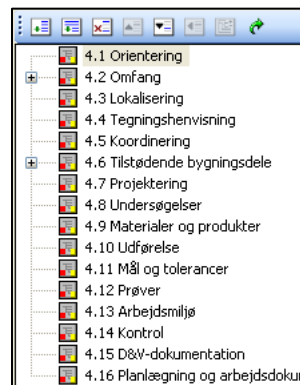 4.1 Orientering
4.2 Omfang
4.3 Lokalisering
4.4 Tegningshenvisning
4.5 Koordinering
4.6 Tilstødende bygningsdele
4.7 Projektering
4.8 Undersøgelser
4.9 Materialer og produkter
4.10 Udførelse
4.11 Mål og tolerancer
4.12 Prøver
4.13 Arbejdsmiljø
4.14 Kontrol
4.15 D&V-dokumentation
4.16 Planlægning og arbejdsdokum